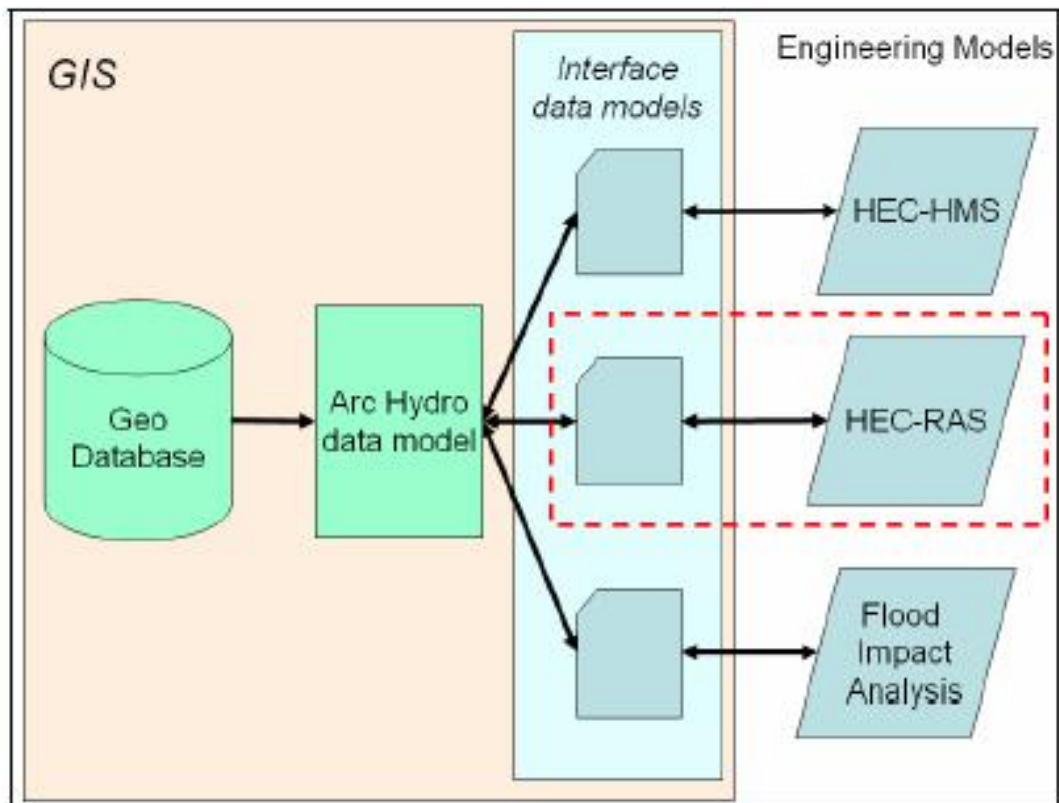 GIS
Interface
data models
Engineering Models
HEC-HMS
Geo
Database
Arc Hydro
data model
HEC-RAS
Flood
Impact
Analysis